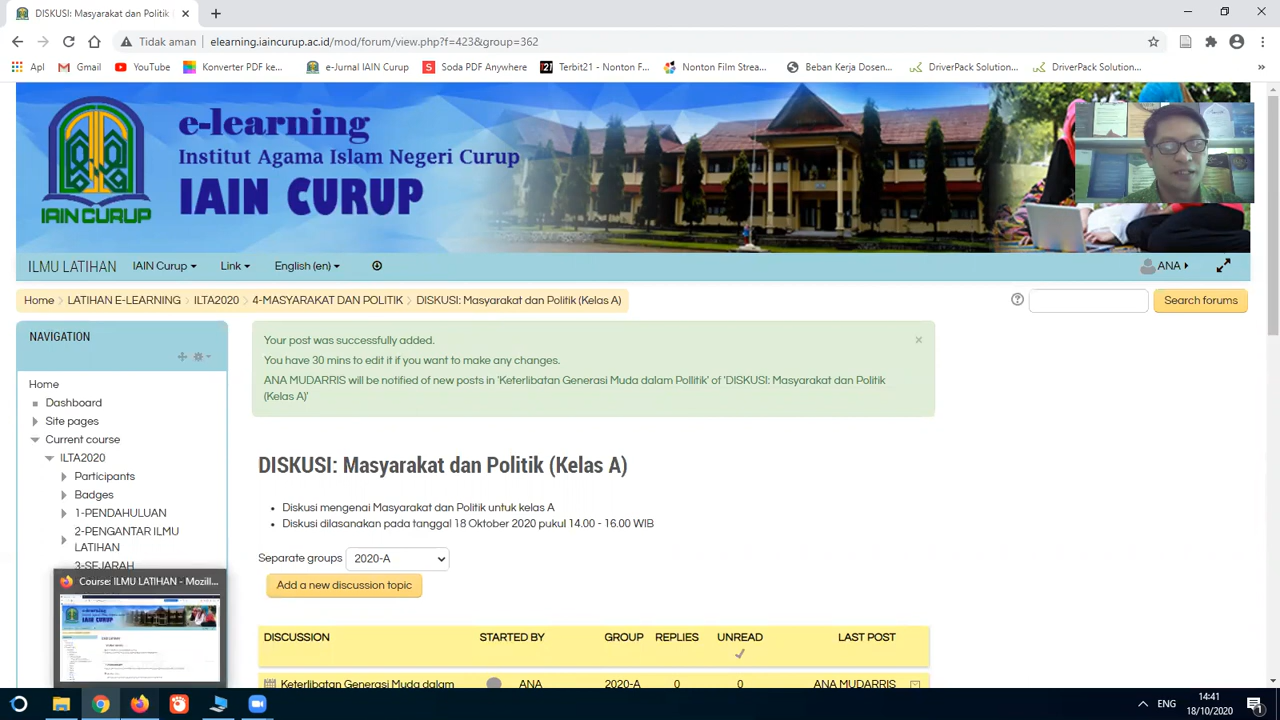 DISKUSI: Masyarakat dan Politik
Tidak aman
elearning.iaincurup.ac.id/mod/forum/view.php?f=423&group=362
Apl
Gmail
YouTube
Konverter PDF ke...
e-Jurnal IAIN Curup
Soda PDF Anywhere
Terbit21 - Nonton F...
Nonton Film Strea...
Beban Kerja Dosen...
DriverPack Solution...
DriverPack Solution...
e-learning
Institut Agama Islam Negeri Curup
IAIN CURUP
IAIN CURUP
ILMU LATIHAN
IAIN Curup
Link
English (en)
ANA
Home
LATIHAN E-LEARNING
ILTA2020
4-MASYARAKAT DAN POLITIK
DISKUSI: Masyarakat dan Politik (Kelas A)
Search forums
NAVIGATION
Home
Dashboard
Site pages
Current course
ILTA2020
Participants
Badges
1-PENDAHULUAN
2-PENGANTAR ILMU
LATIHAN
3-SEJARAH
Course: ILMU LATIHAN - Mozill...
Your post was successfully added.
You have 30 mins to edit it if you want to make any changes.
ANA MUDARRIS will be notified of new posts in 'Keterlibatan Generasi Muda dalam Pollitik' of 'DISKUSI: Masyarakat dan Politik
(Kelas A)'
DISKUSI: Masyarakat dan Politik (Kelas A)
Diskusi mengenai Masyarakat dan Politik untuk kelas A
Diskusi dilasanakan pada tanggal 18 Oktober 2020 pukul 14.00 - 16.00 WIB
Separate groups 2020-A
Add a new discussion topic
DISCUSSION STARTED BY GROUP REPLIES UNREAD LAST POST
Keterlibatan Generasi Muda dalam ANA 2020-A 0 0 ANA MUDARRIS
ENG
14:41
18/10/2020